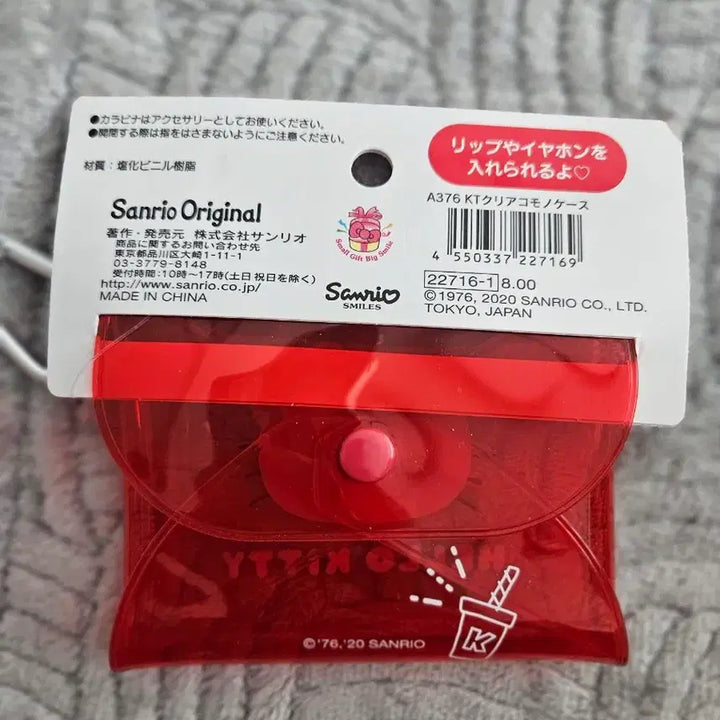 ●カラビナはアクセサリーとしてお使いください。
●開閉する際は指をはさまないようにご注意ください。
材質：塩化ビニル樹脂
Sanrio Original
著作・発売元 株式会社サンリオ
商品に関するお問い合わせ先
東京都品川区大崎1-11-1
03-3779-8148
受付時間:10時～17時(土日祝日を除く)
http://www.sanrio.co.jp/
MADE IN CHINA
Small Gift Big Smile
Sanrio
SMILES
リップやイヤホンを
入れられるよ♡
A376 KTクリアコモノケース
4 550337 227169
22716-1 8.00
©1976, 2020 SANRIO CO., LTD.
TOKYO, JAPAN
HELLO KITTY
K
©'76,'20 SANRIO